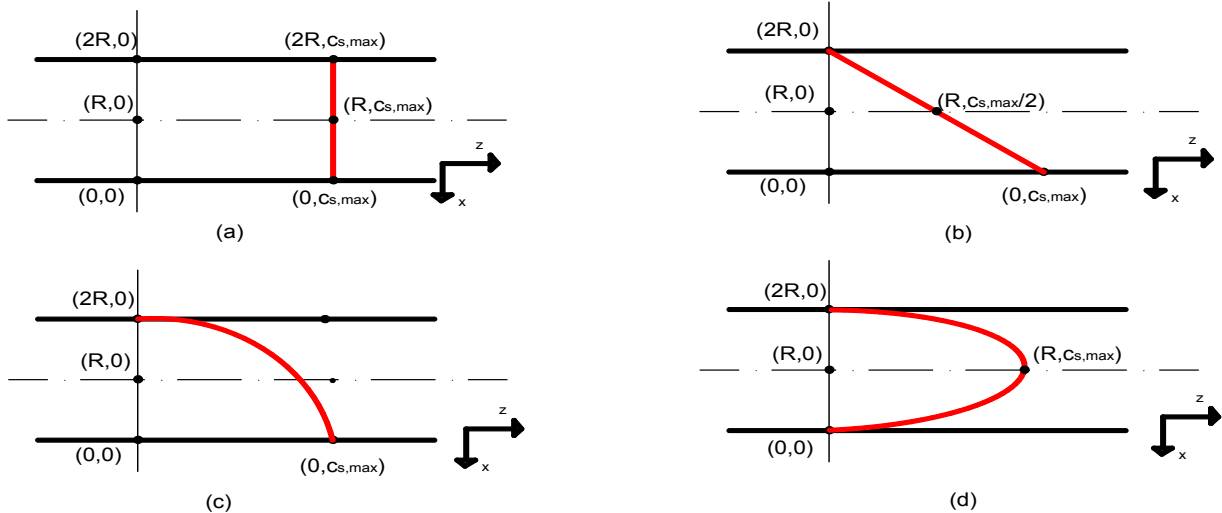 (2R,0) (2R,cs,max)
(R,0) (R,cs,max)
z
(0,0) (0,cs,max) x
(a)
(2R,0)
(R,0) (R,cs,max/2)
z
(0,0) (0,cs,max) x
(b)
(2R,0)
(R,0)
z
(0,0) (0,cs,max) x
(c)
(2R,0)
(R,0) (R,cs,max)
z
(0,0) x
(d)